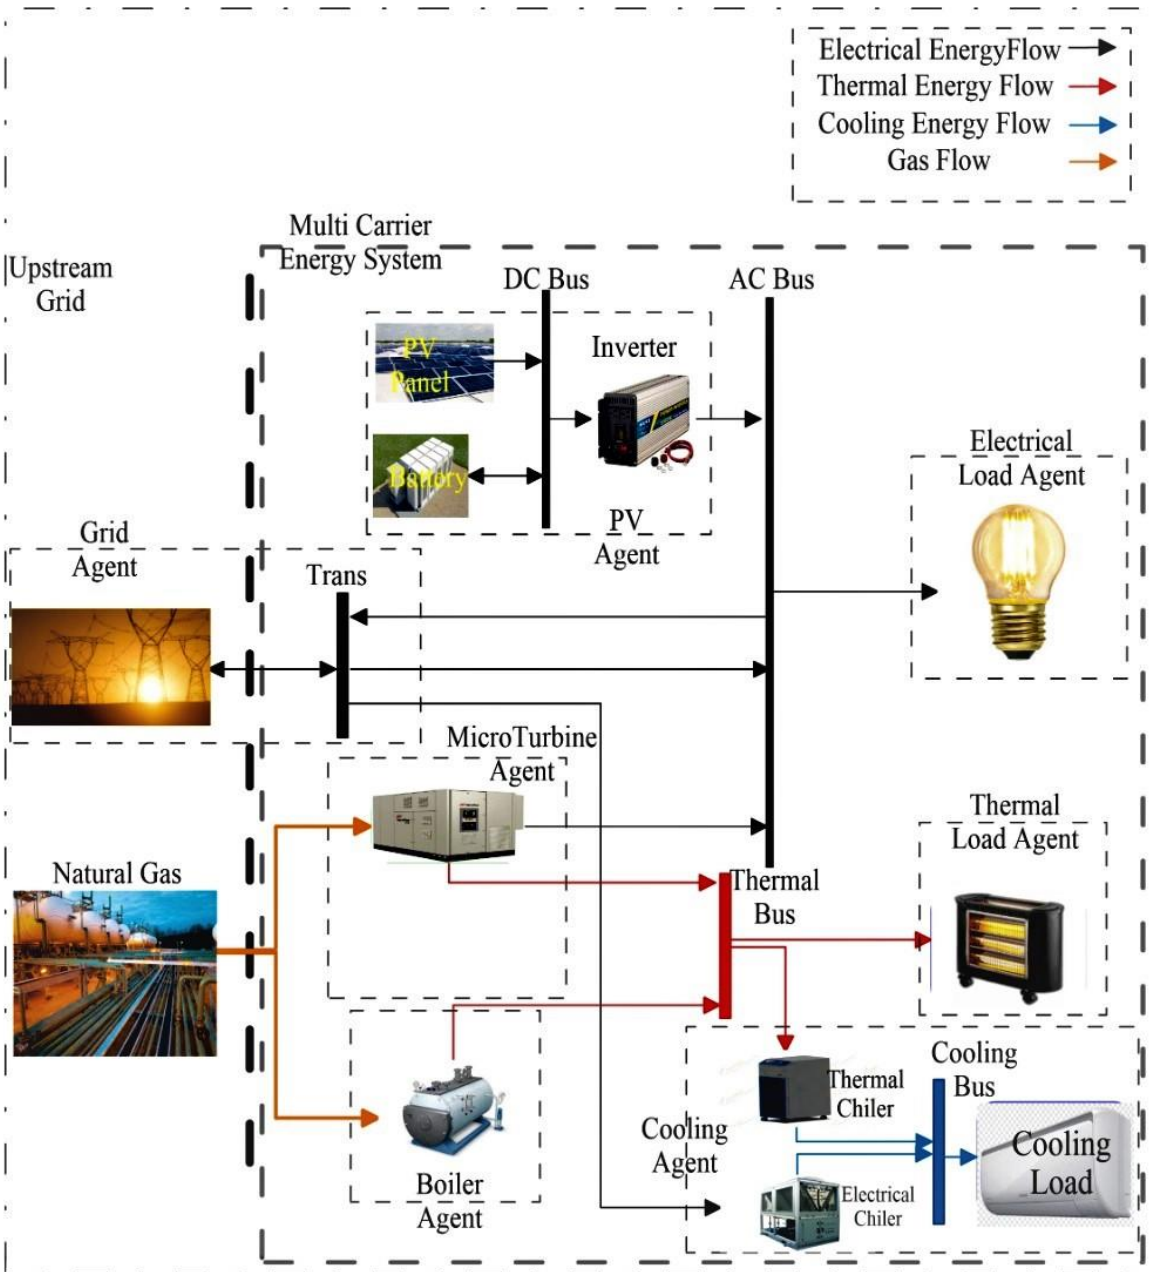 Electrical EnergyFlow
Thermal Energy Flow
Cooling Energy Flow
Gas Flow
Multi Carrier
Energy System
Upstream
Grid
DC Bus
AC Bus
PV
Panel
Inverter
Battery
PV
Agent
Electrical
Load Agent
Grid
Agent
Trans
MicroTurbine
Agent
Natural Gas
Thermal
Load Agent
Thermal
Bus
Cooling
Bus
Thermal
Chiler
Cooling
Agent
Cooling
Load
Electrical
Chiler
Boiler
Agent